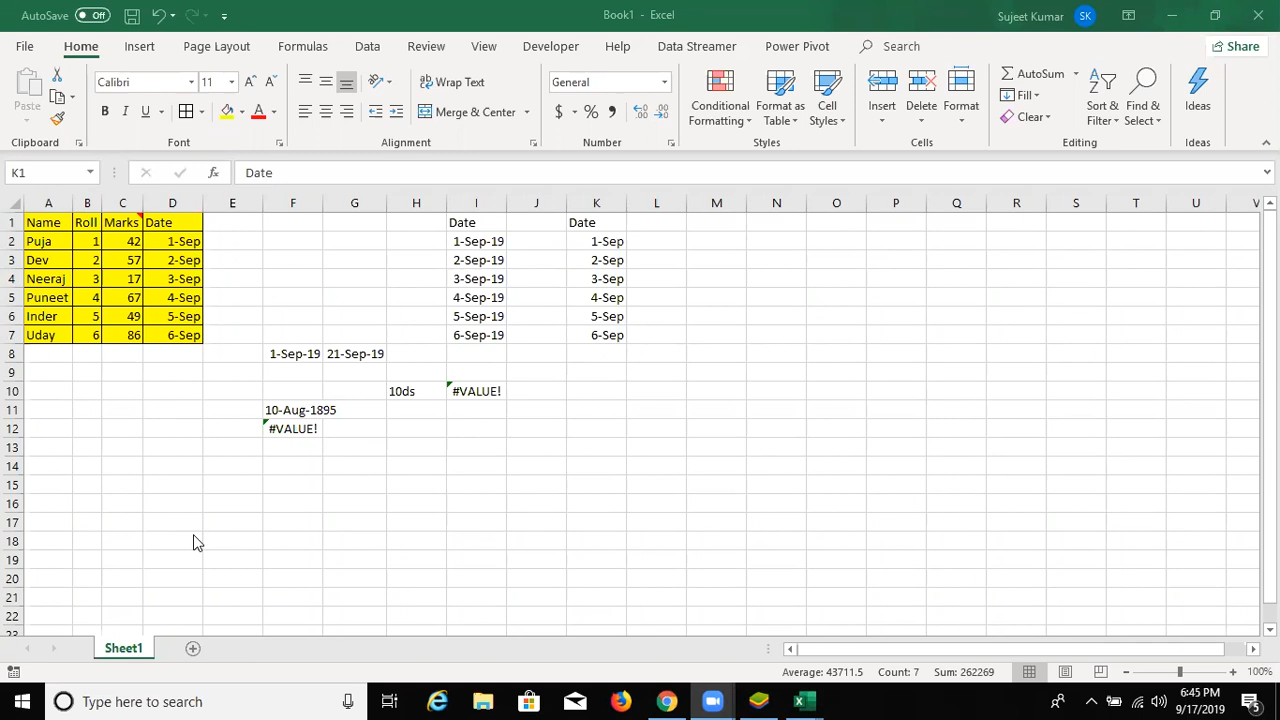 AutoSave Off Book1 - Excel Sujeet Kumar SK
File Home Insert Page Layout Formulas Data Review View Developer Help Data Streamer Power Pivot Search Share
Paste Calibri 11 Wrap Text General Conditional Formatting Format as Table Cell Styles Insert Delete Format AutoSum Sort & Filter Find & Select Ideas
B I U Merge & Center $ % Fill
Clear
Clipboard Font Alignment Number Styles Cells Editing Ideas
K1 fx Date
A B C D E F G H I J K L M N O P Q R S T U V
1 Name Roll Marks Date Date Date
2 Puja 1 42 1-Sep 1-Sep-19 1-Sep
3 Dev 2 57 2-Sep 2-Sep-19 2-Sep
4 Neeraj 3 17 3-Sep 3-Sep-19 3-Sep
5 Puneet 4 67 4-Sep 4-Sep-19 4-Sep
6 Inder 5 49 5-Sep 5-Sep-19 5-Sep
7 Uday 6 86 6-Sep 6-Sep-19 6-Sep
8 1-Sep-19 21-Sep-19
9
10 10ds #VALUE!
11 10-Aug-1895
12 #VALUE!
13
14
15
16
17
18
19
20
21
22
23
Sheet1
Average: 43711.5 Count: 7 Sum: 262269 100%
Type here to search 6:45 PM
9/17/2019 5